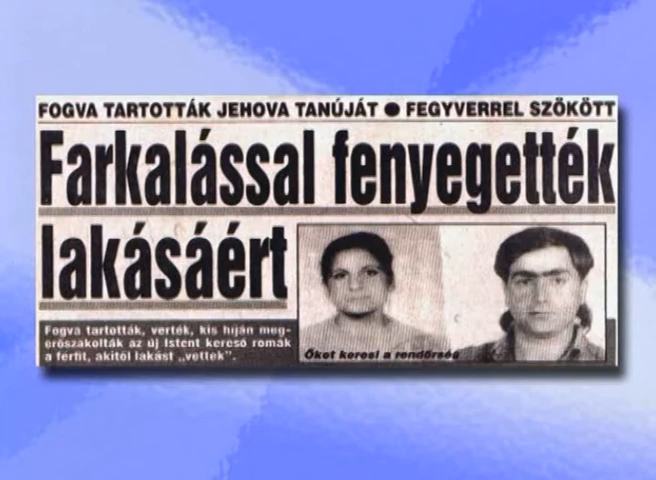 FOGVA TARTOTTÁK JEHOVA TANÚJÁT ● FEGYVERREL SZÖKÖTT
Farkalással fenyegették
lakásáért
Fogva tartották, verték, kis híján meg-
erőszakolták az új Istent kereső romák
a férfit, akitől lakást „vettek”.
Őket keresi a rendőrség